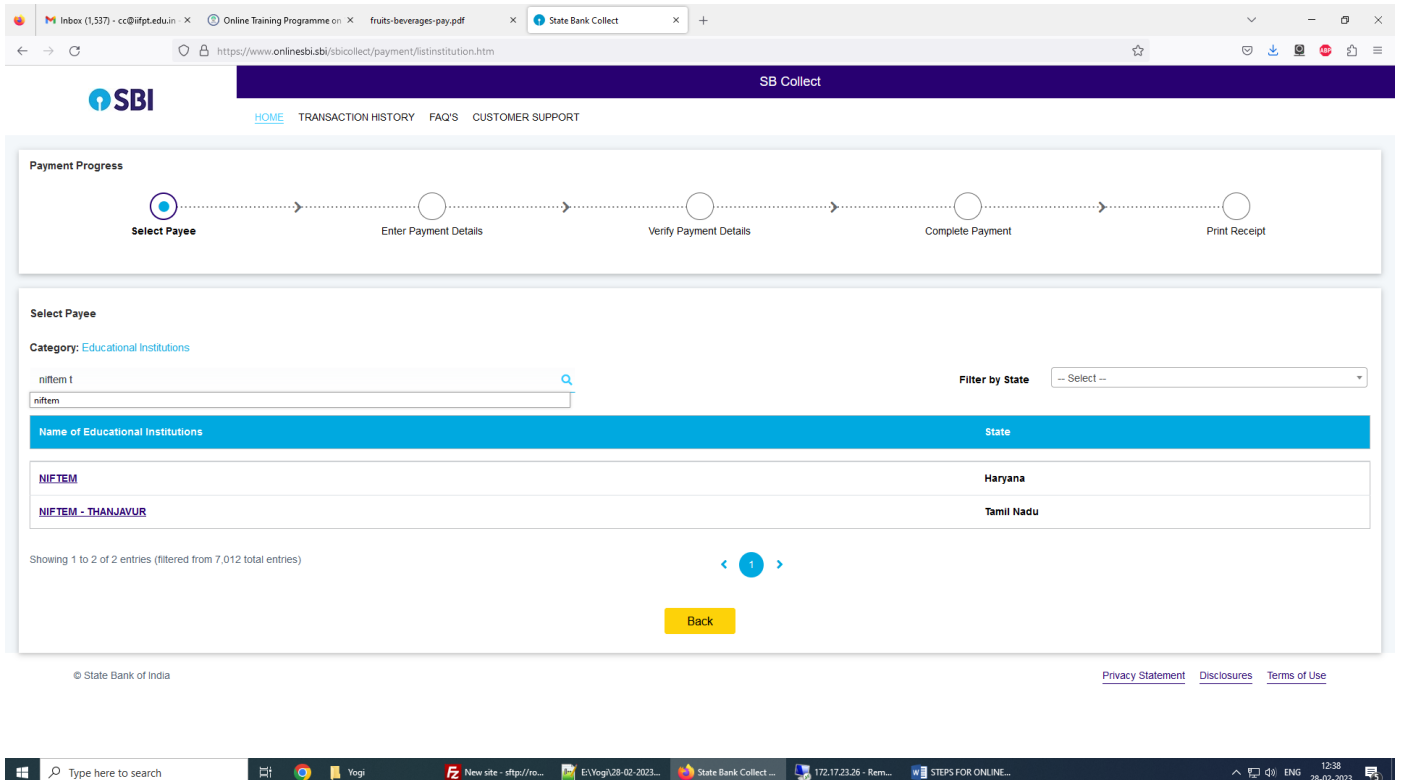 Inbox (1,537) - cc@iifpt.edu.in - Online Training Programme on fruits-beverages-pay.pdf State Bank Collect
https://www.onlinesbi.sbi/sbicollect/payment/listinstitution.htm
SBI
SB Collect
HOME TRANSACTION HISTORY FAQ'S CUSTOMER SUPPORT
Payment Progress
Select Payee Enter Payment Details Verify Payment Details Complete Payment Print Receipt
Select Payee
Category: Educational Institutions
niftem t
Filter by State -- Select --
niftem
Name of Educational Institutions State
NIFTEM Haryana
NIFTEM - THANJAVUR Tamil Nadu
Showing 1 to 2 of 2 entries (filtered from 7,012 total entries)
1
Back
© State Bank of India
Privacy Statement Disclosures Terms of Use
Type here to search Yogi New site - sftp://ro... E:\Yogi\28-02-2023... State Bank Collect ... 172.17.23.26 - Rem... STEPS FOR ONLINE... ENG 12:38
28-02-2023